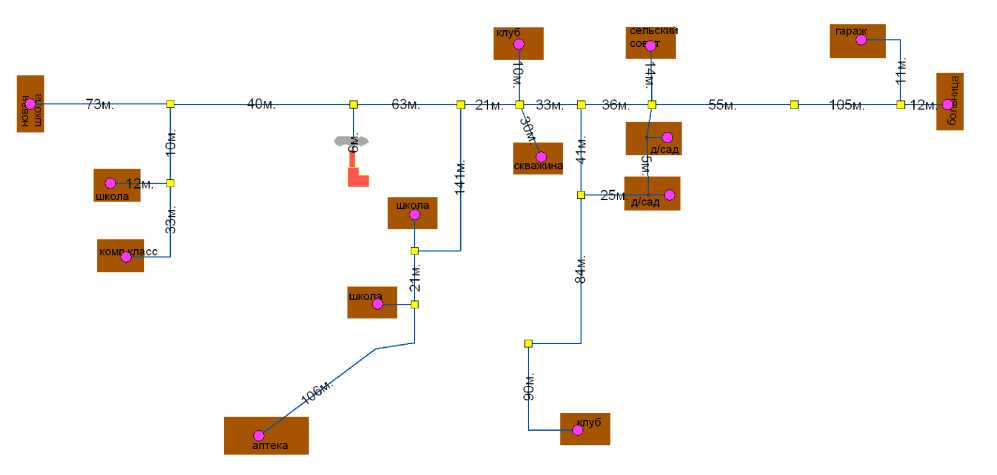 клуб
сельский
совет
гараж
новая
школа
73м.
40м.
63м.
21м.
33м.
36м.
55м.
105м.
12м.
больница
10м.
14м.
11м.
10м.
6м.
30м.
41м.
д/сад
5м.
скважина
12м.
школа
141м.
25м.
д/сад
школа
33м.
комп.класс
21м.
84м.
школа
106м.
90м.
клуб
аптека